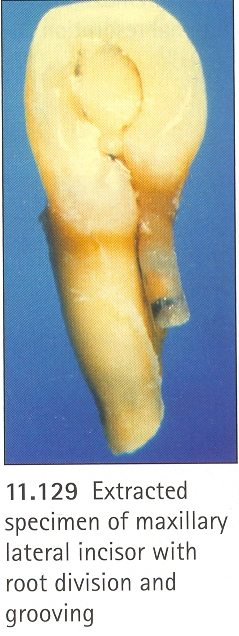 11.129 Extracted
specimen of maxillary
lateral incisor with
root division and
grooving